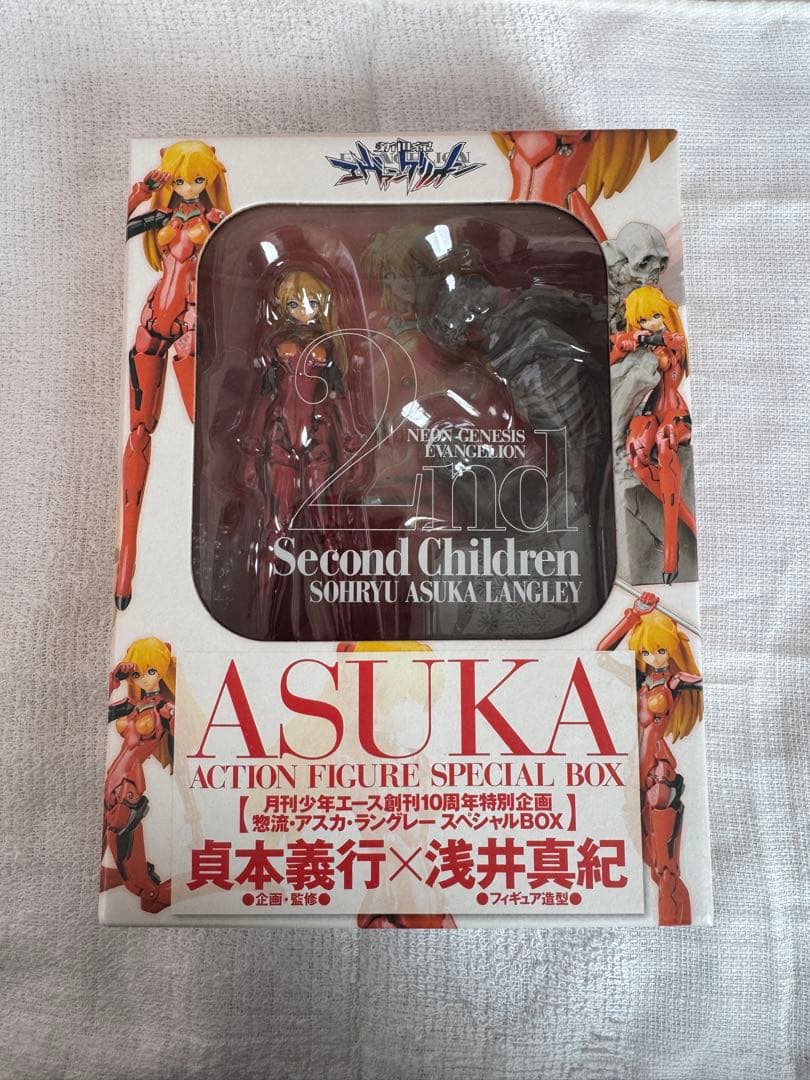 新世紀
EVANGELION
エヴァンゲリオン
2nd
NEON GENESIS
EVANGELION
Second Children
SOHRYU ASUKA LANGLEY
ASUKA
ACTION FIGURE SPECIAL BOX
【月刊少年エース創刊10周年特別企画
惣流・アスカ・ラングレー スペシャルBOX】
貞本義行×浅井真紀
●企画・監修● ●フィギュア造型●